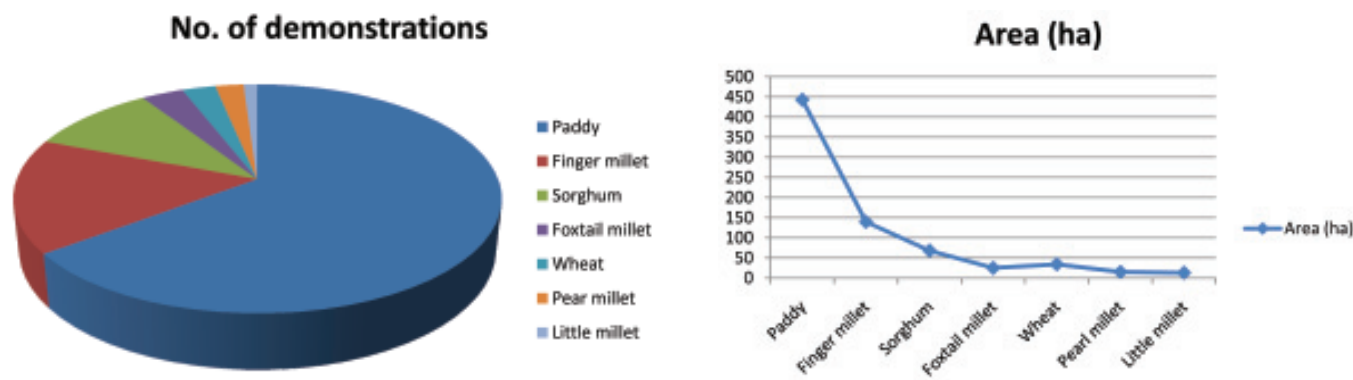 No. of demonstrations
Paddy
Finger millet
Sorghum
Foxtail millet
Wheat
Pear millet
Little millet
Area (ha)
500
450
400
350
300
250
200
150
100
50
0
Paddy
Finger millet
Sorghum
Foxtail millet
Wheat
Pearl millet
Little millet
Area (ha)